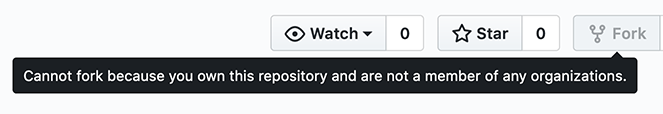 Watch 0 Star 0 Fork
Cannot fork because you own this repository and are not a member of any organizations.